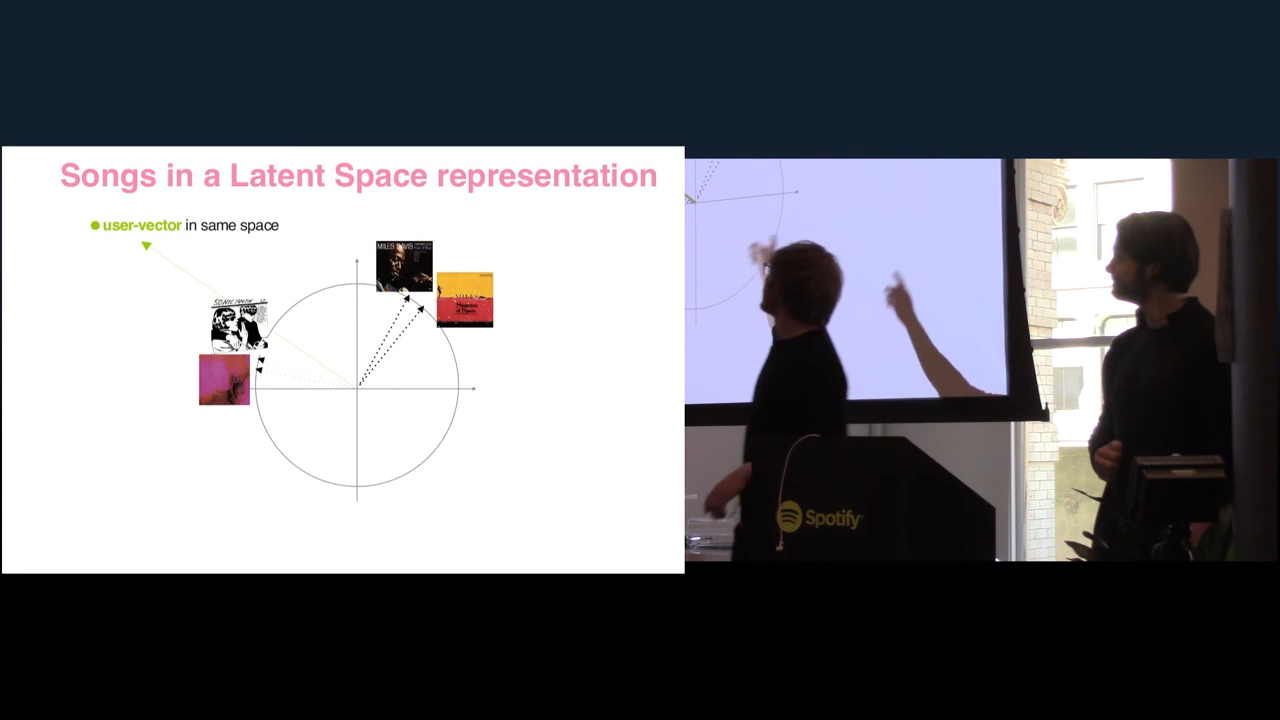 Songs in a Latent Space representation
● user-vector in same space
MILES DAVIS
SONIC YOUTH
Spotify